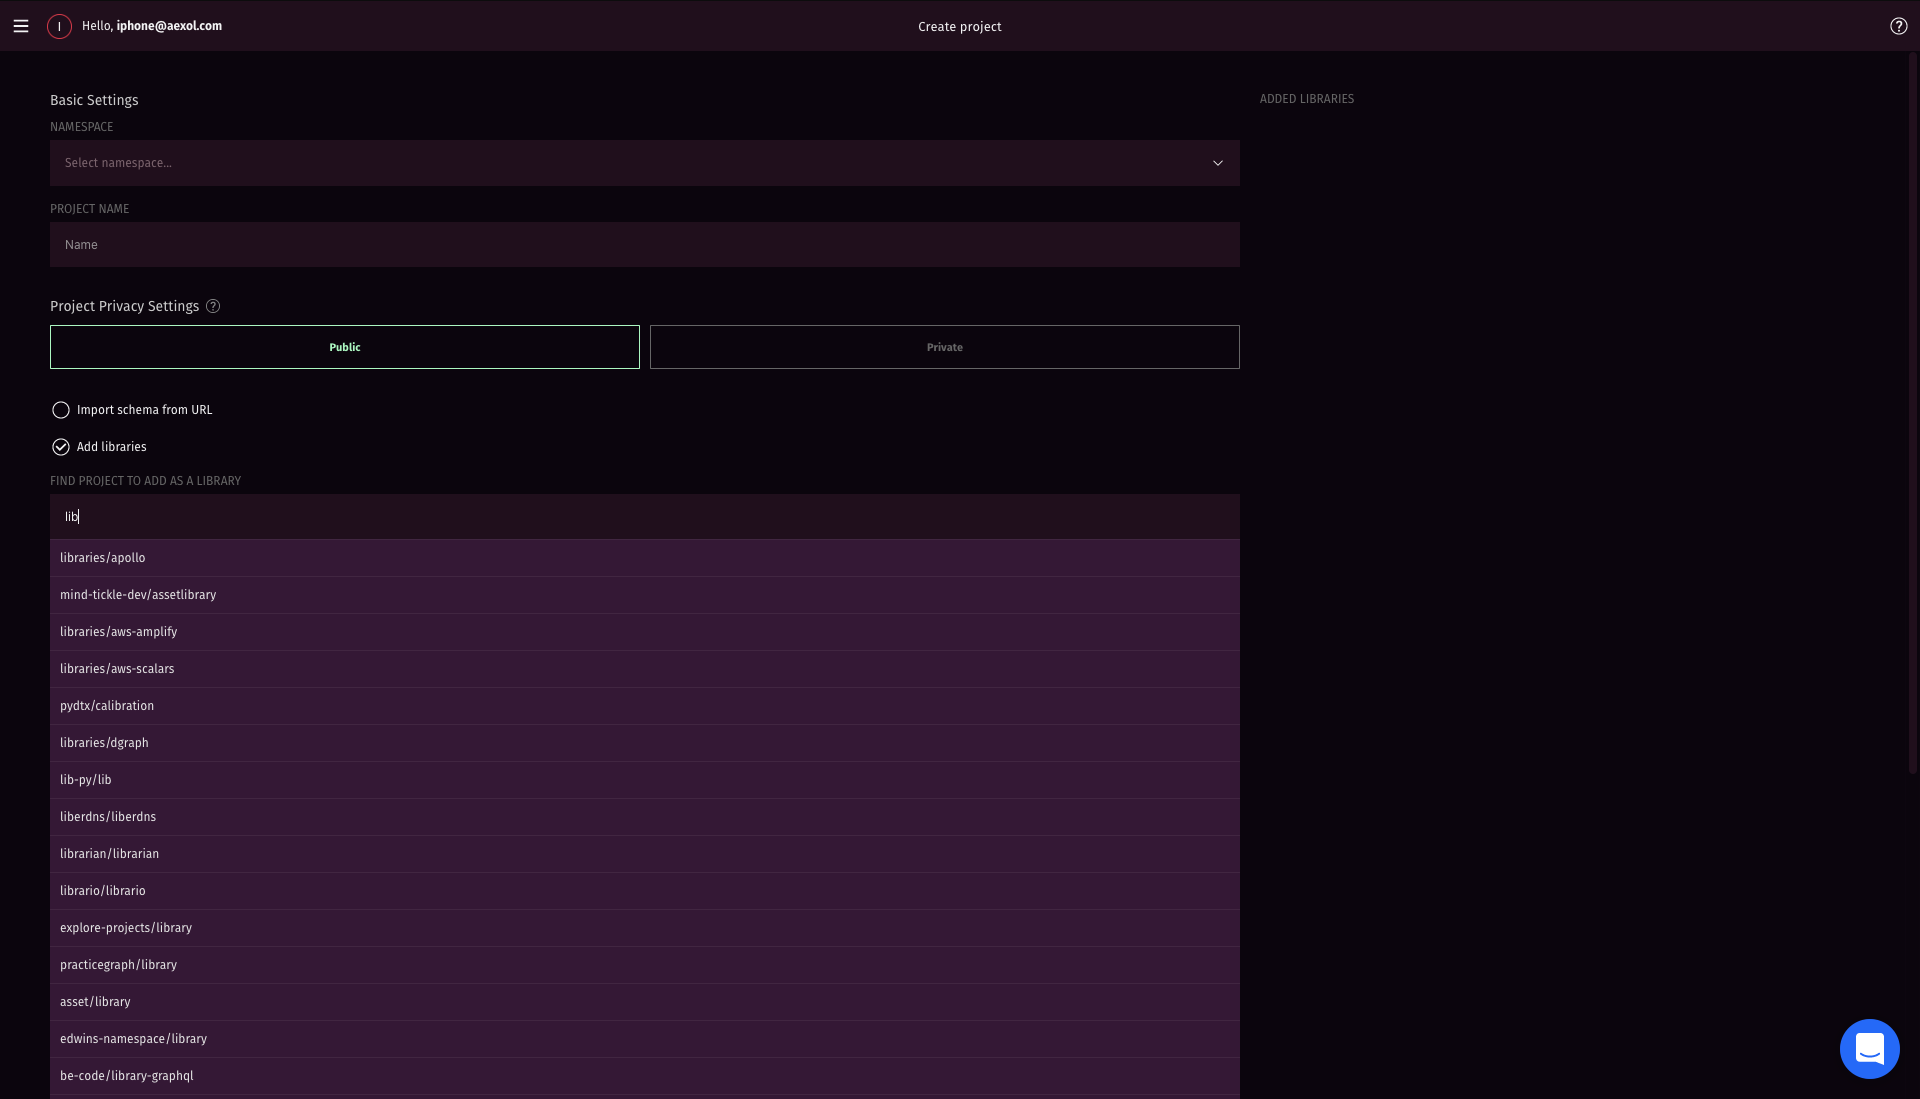 I Hello, iphone@aexol.com
Create project
Basic Settings
NAMESPACE
Select namespace...
PROJECT NAME
Name
Project Privacy Settings
Public
Private
Import schema from URL
Add libraries
FIND PROJECT TO ADD AS A LIBRARY
lib
libraries/apollo
mind-tickle-dev/assetlibrary
libraries/aws-amplify
libraries/aws-scalars
pydtx/calibration
libraries/dgraph
lib-py/lib
liberdns/liberdns
librarian/librarian
librario/librario
explore-projects/library
practicegraph/library
asset/library
edwins-namespace/library
be-code/library-graphql
ADDED LIBRARIES